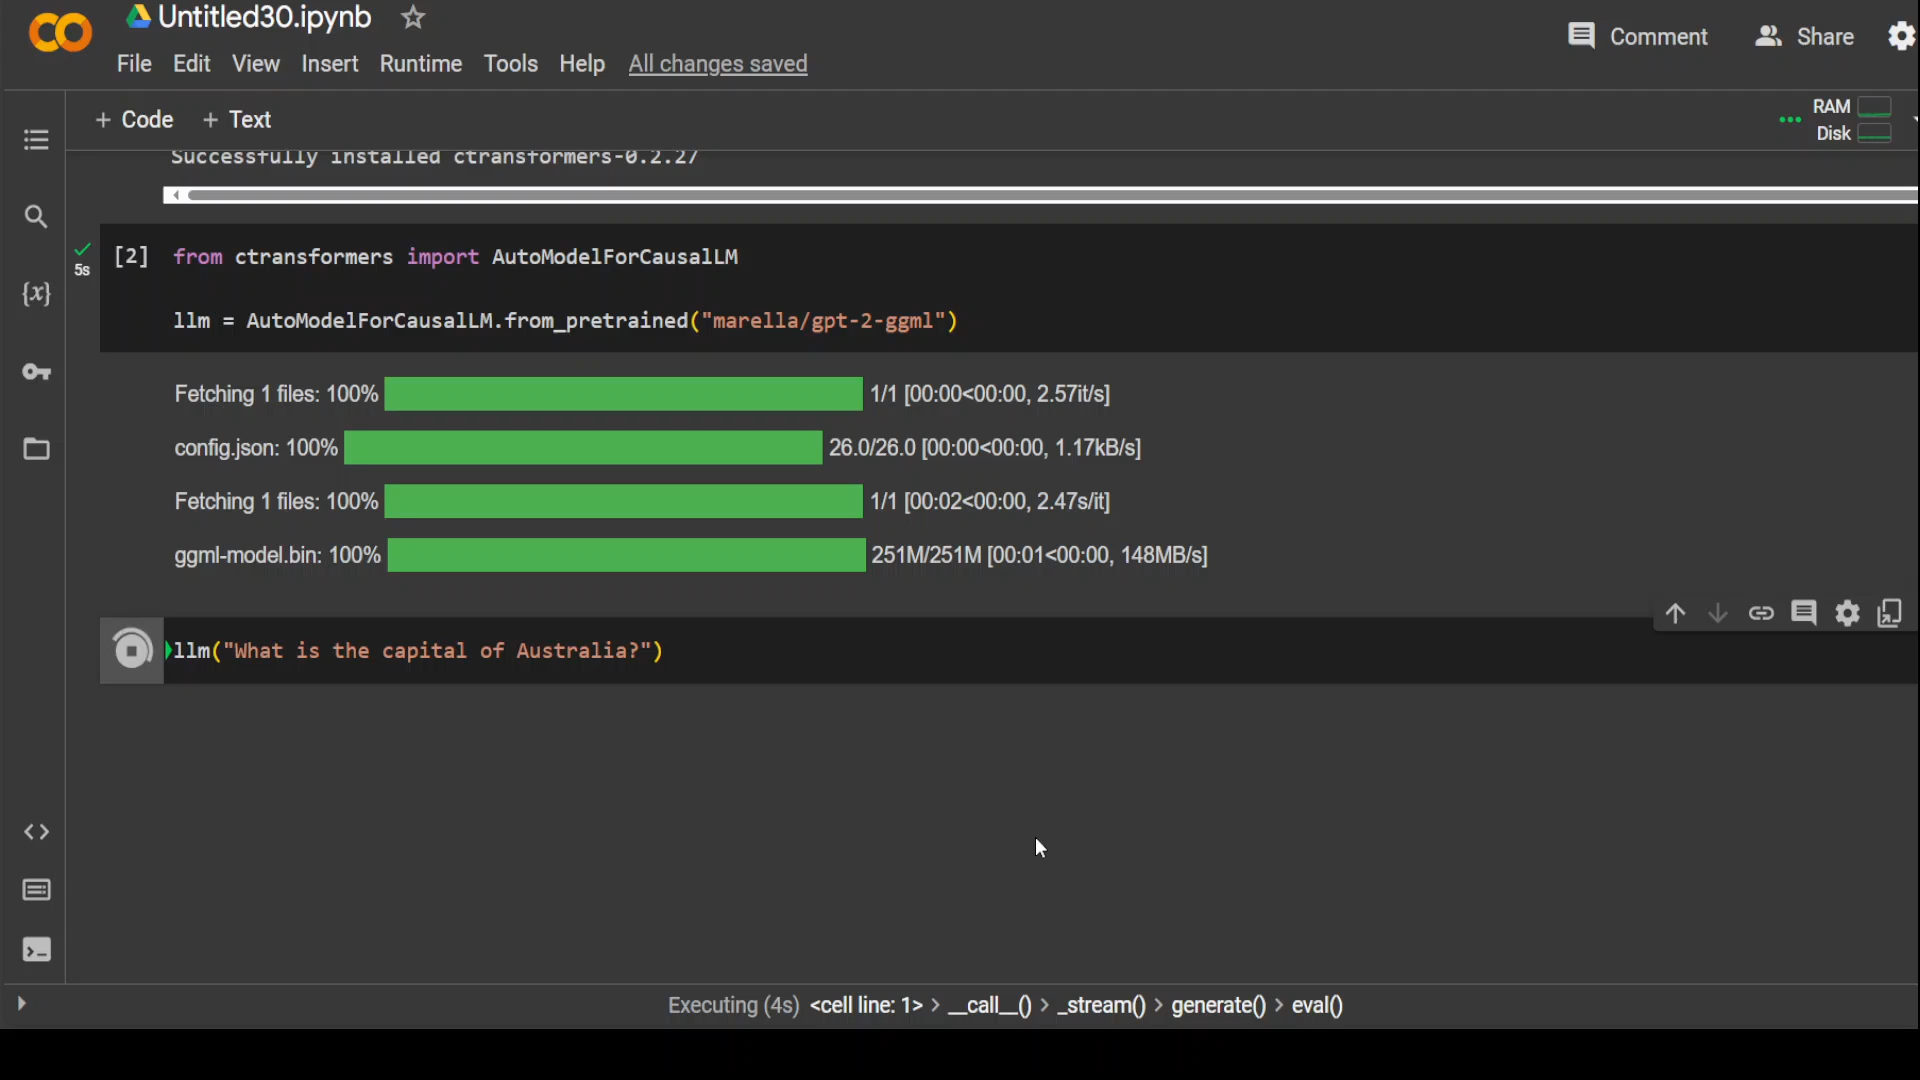 Untitled30.ipynb
File Edit View Insert Runtime Tools Help All changes saved
Comment Share
+ Code + Text
RAM
Disk
Successfully installed ctransformers-0.2.27
{x}
5s
[2] from ctransformers import AutoModelForCausalLM
llm = AutoModelForCausalLM.from_pretrained("marella/gpt-2-ggml")
Fetching 1 files: 100% 1/1 [00:00<00:00, 2.57it/s]
config.json: 100% 26.0/26.0 [00:00<00:00, 1.17kB/s]
Fetching 1 files: 100% 1/1 [00:02<00:00, 2.47s/it]
ggml-model.bin: 100% 251M/251M [00:01<00:00, 148MB/s]
llm("What is the capital of Australia?")
Executing (4s) <cell line: 1> > __call__() > _stream() > generate() > eval()